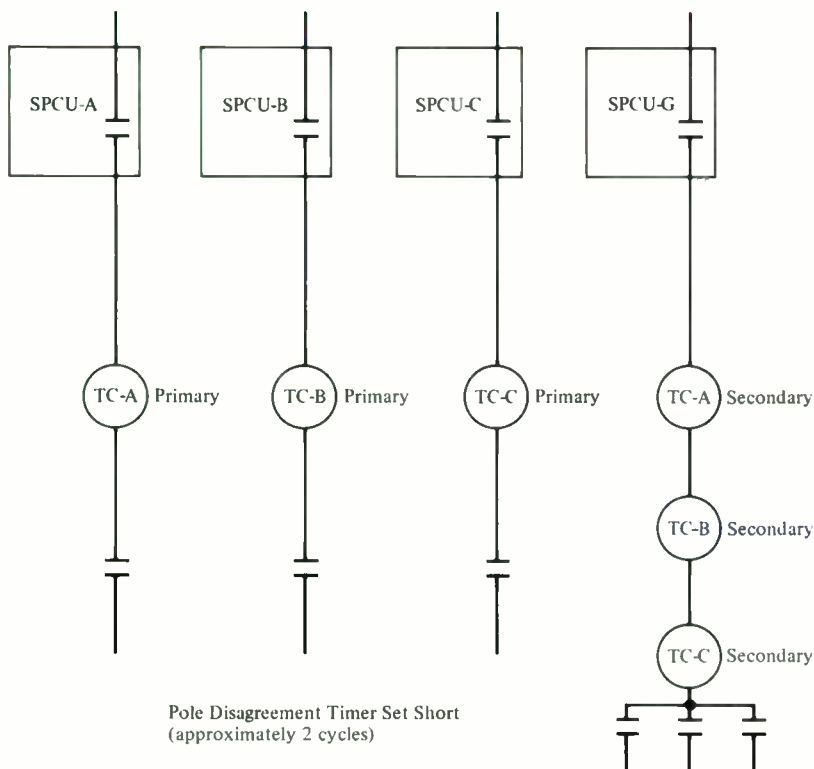 SPCU-A
SPCU-B
SPCU-C
SPCU-G
TC-A Primary
TC-B Primary
TC-C Primary
TC-A Secondary
TC-B Secondary
TC-C Secondary
Pole Disagreement Timer Set Short
(approximately 2 cycles)